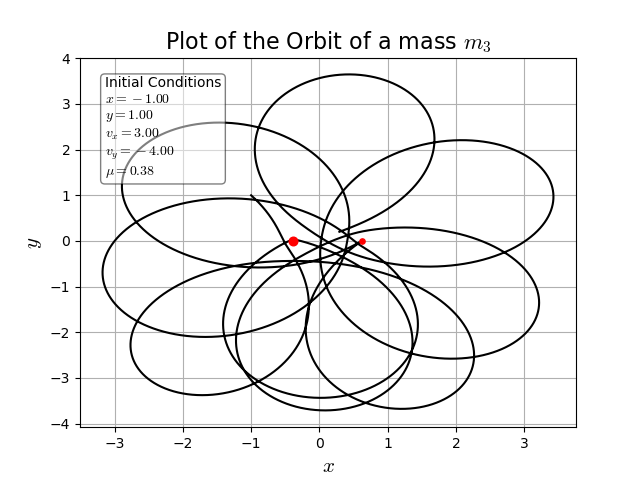 Plot of the Orbit of a mass m₃
Initial Conditions
x = −1.00
y = 1.00
vₓ = 3.00
v_y = −4.00
μ = 0.38
4
3
2
1
0
−1
−2
−3
−4
y
−3 −2 −1 0 1 2 3
x